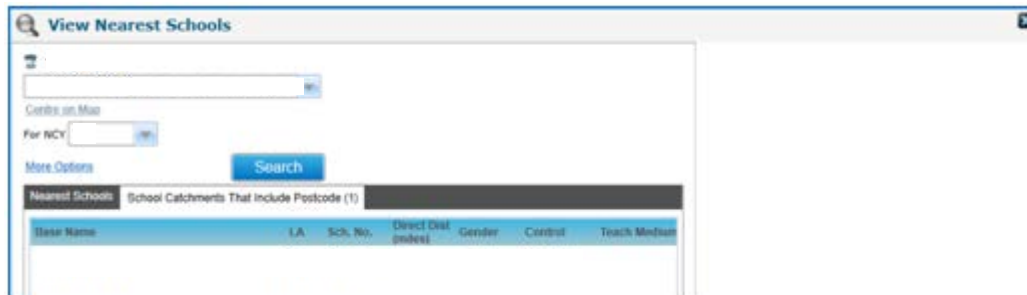 View Nearest Schools
Centre on Map
For NCY
More Options
Search
Nearest Schools School Catchments That Include Postcode (1)
Base Name LA Sch. No. Direct Dist (miles) Gender Control Teach Medium